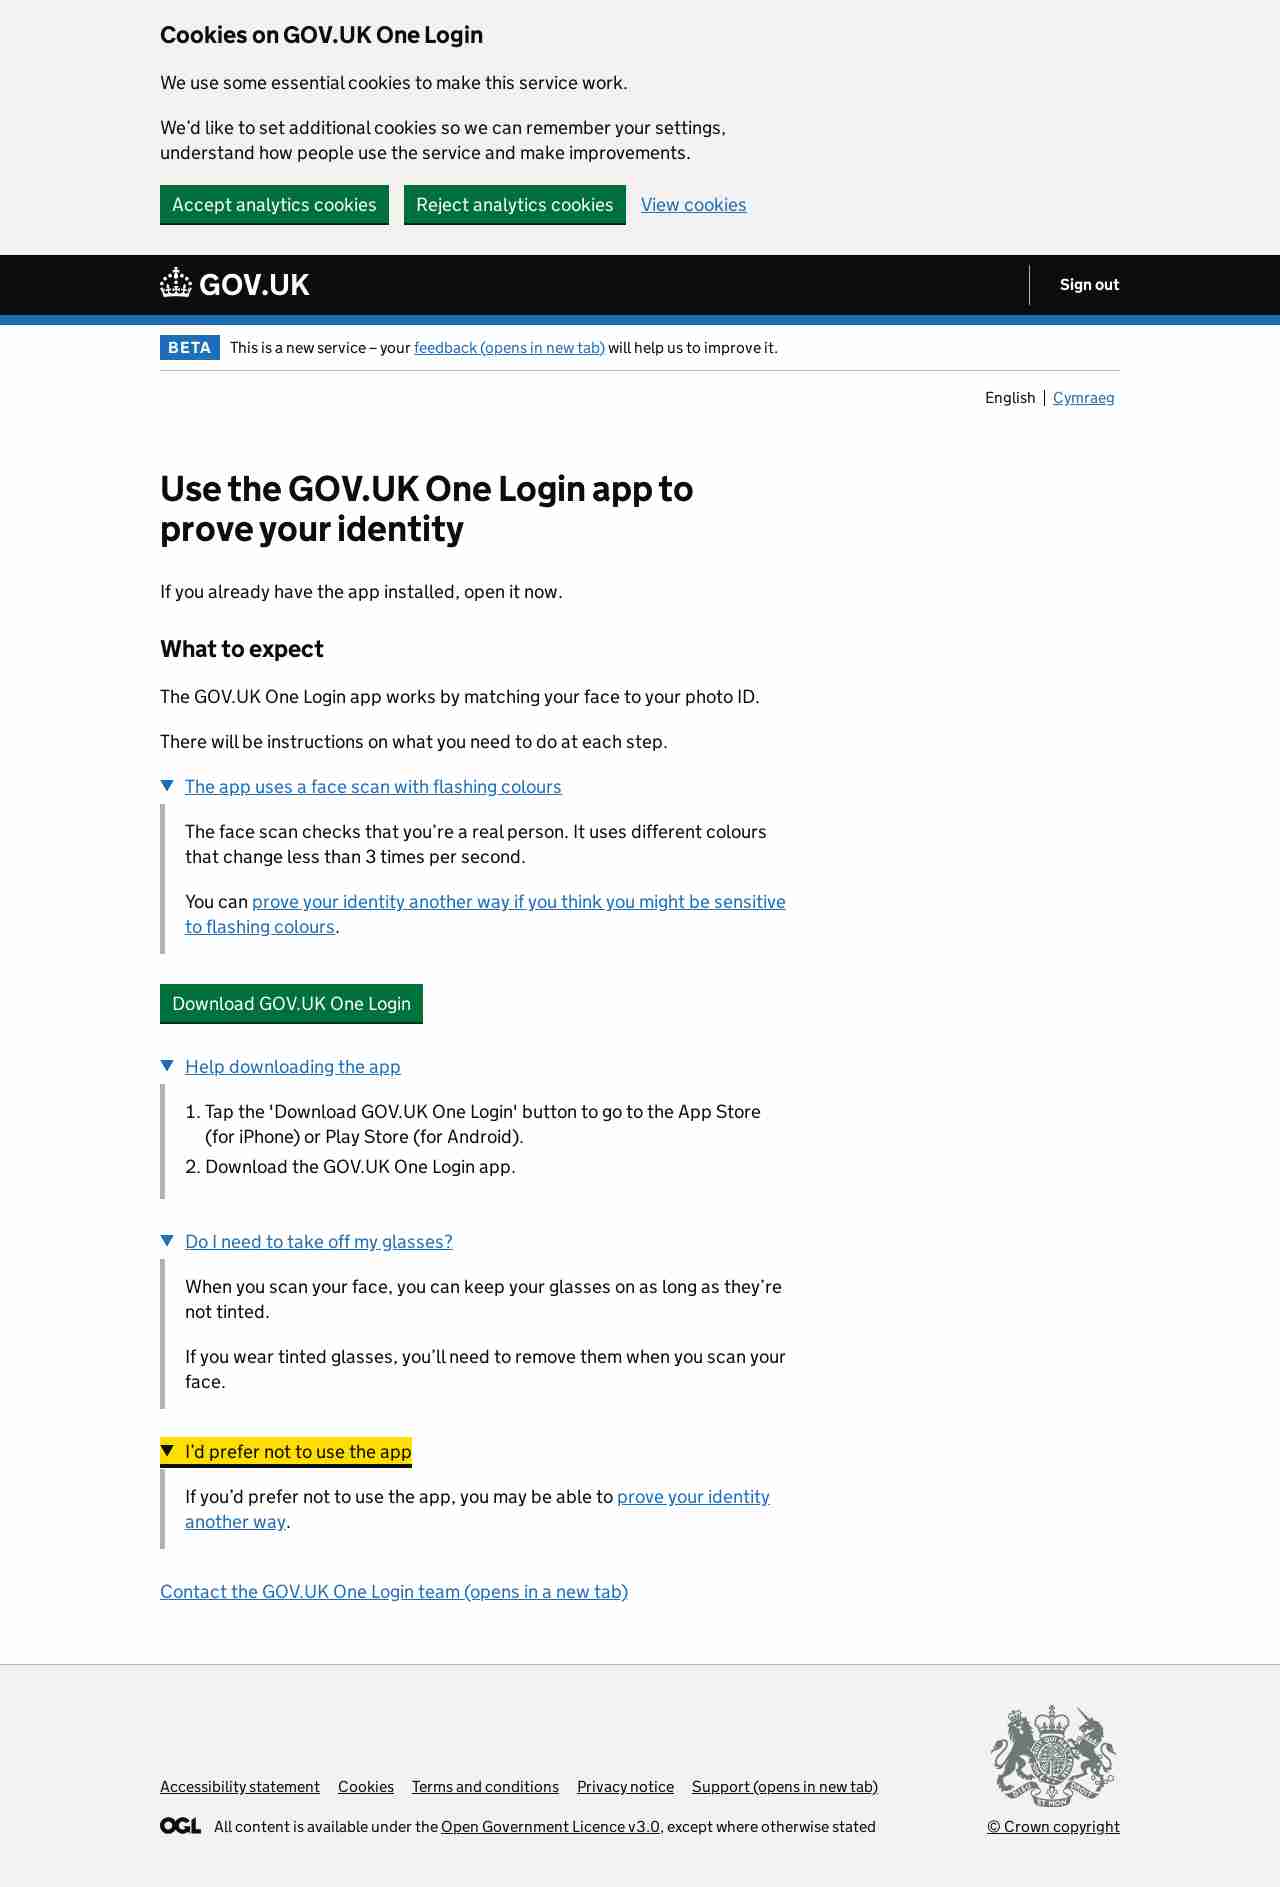 Cookies on GOV.UK One Login
We use some essential cookies to make this service work.
We’d like to set additional cookies so we can remember your settings,
understand how people use the service and make improvements.
Accept analytics cookies Reject analytics cookies View cookies
GOV.UK Sign out
BETA This is a new service – your feedback (opens in new tab) will help us to improve it.
English Cymraeg
Use the GOV.UK One Login app to
prove your identity
If you already have the app installed, open it now.
What to expect
The GOV.UK One Login app works by matching your face to your photo ID.
There will be instructions on what you need to do at each step.
The app uses a face scan with flashing colours
The face scan checks that you’re a real person. It uses different colours
that change less than 3 times per second.
You can prove your identity another way if you think you might be sensitive
to flashing colours.
Download GOV.UK One Login
Help downloading the app
1. Tap the 'Download GOV.UK One Login' button to go to the App Store
(for iPhone) or Play Store (for Android).
2. Download the GOV.UK One Login app.
Do I need to take off my glasses?
When you scan your face, you can keep your glasses on as long as they’re
not tinted.
If you wear tinted glasses, you’ll need to remove them when you scan your
face.
I’d prefer not to use the app
If you’d prefer not to use the app, you may be able to prove your identity
another way.
Contact the GOV.UK One Login team (opens in a new tab)
Accessibility statement Cookies Terms and conditions Privacy notice Support (opens in new tab)
OGL All content is available under the Open Government Licence v3.0, except where otherwise stated
© Crown copyright